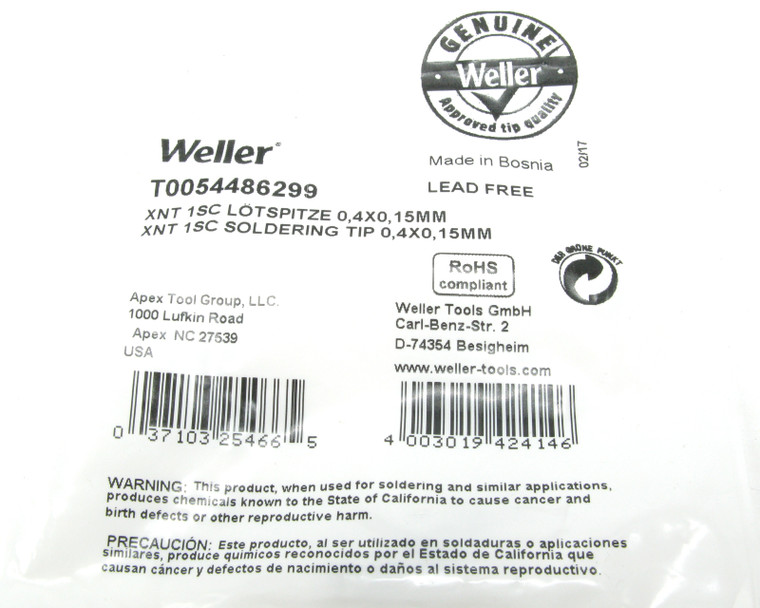 GENUINE
Weller
Approved tip quality
Weller®
Made in Bosnia
02/17
T0054486299
LEAD FREE
XNT 1SC LÖTSPITZE 0,4X0,15MM
XNT 1SC SOLDERING TIP 0,4X0,15MM
RoHS
compliant
DER GRÜNE PUNKT
Apex Tool Group, LLC.
1000 Lufkin Road
Apex NC 27539
USA
Weller Tools GmbH
Carl-Benz-Str. 2
D-74354 Besigheim
www.weller-tools.com
0 37103 25466 5
4 003019 424146
WARNING: This product, when used for soldering and similar applications,
produces chemicals known to the State of California to cause cancer and
birth defects or other reproductive harm.
PRECAUCIÓN: Este producto, al ser utilizado en soldaduras o aplicaciones
similares, produce químicos reconocidos por el Estado de California que
causan cáncer y defectos de nacimiento o daños al sistema reproductivo.